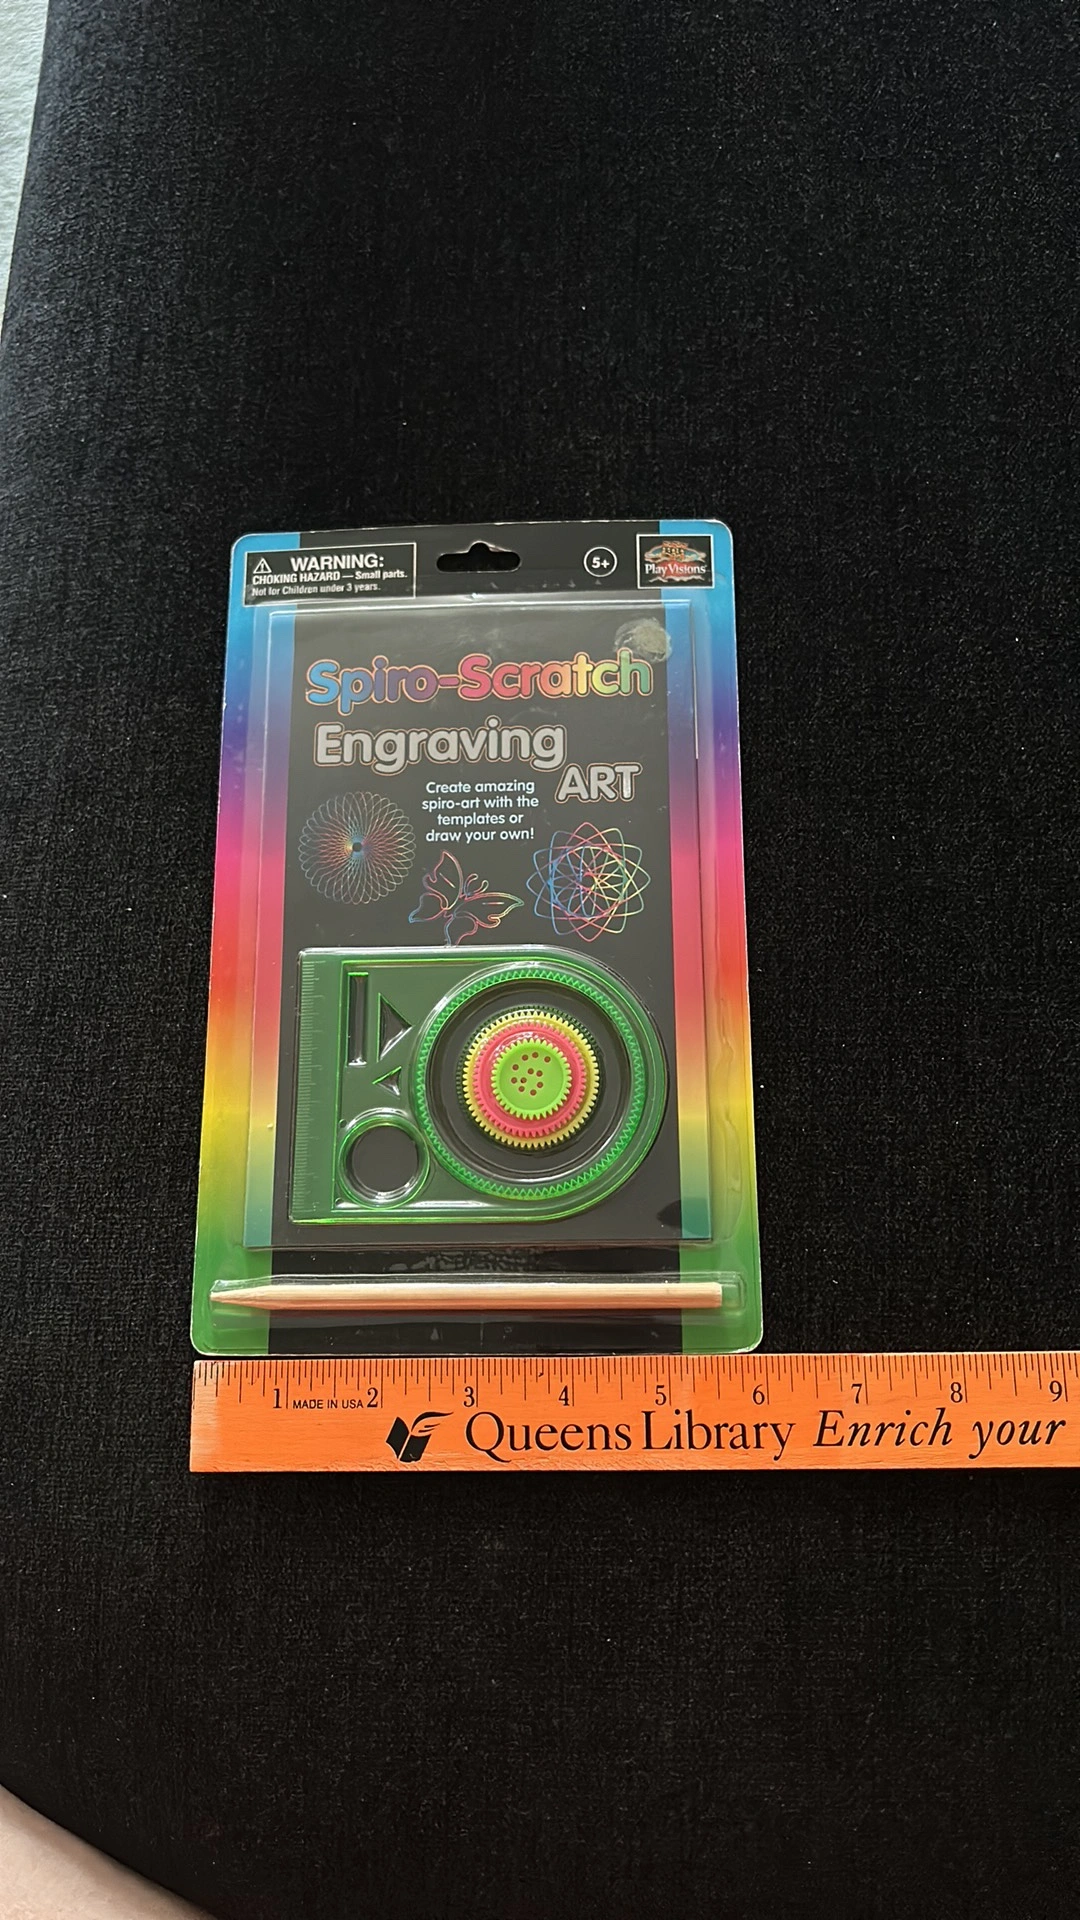 WARNING:
CHOKING HAZARD — Small parts.
Not for Children under 3 years.
5+
PlayVisions
Spiro-Scratch
Engraving
ART
Create amazing
spiro-art with the
templates or
draw your own!
1 MADE IN USA 2 3 4 5 6 7 8 9
Queens Library Enrich your